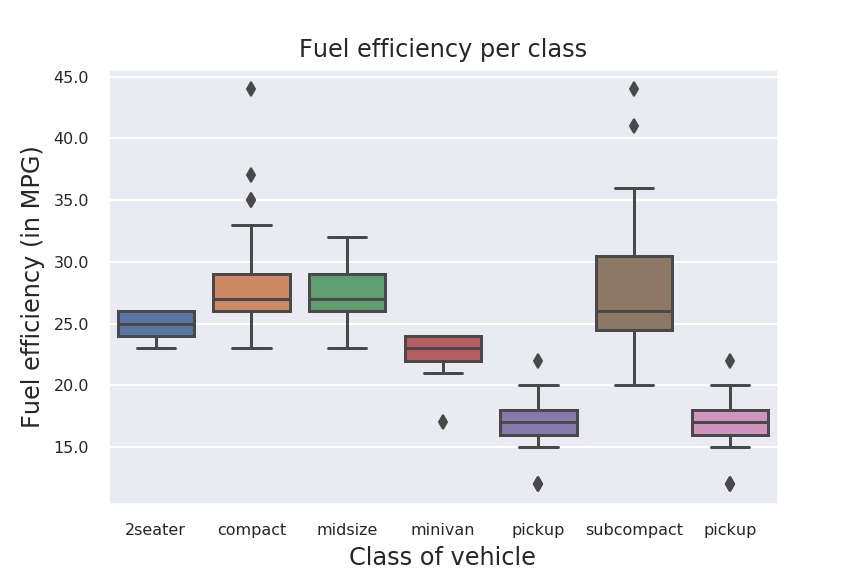 Fuel efficiency per class
Fuel efficiency (in MPG)
45.0
40.0
35.0
30.0
25.0
20.0
15.0
2seater compact midsize minivan pickup subcompact pickup
Class of vehicle